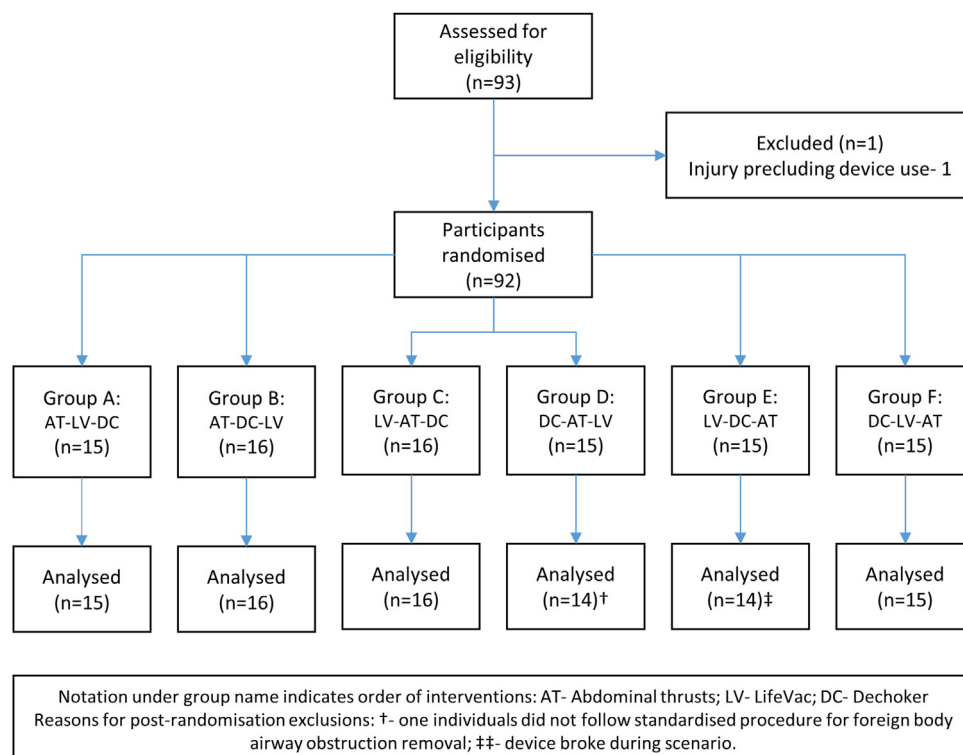 Assessed for
eligibility
(n=93)
Excluded (n=1)
Injury precluding device use- 1
Participants
randomised
(n=92)
Group A:
AT-LV-DC
(n=15)
Group B:
AT-DC-LV
(n=16)
Group C:
LV-AT-DC
(n=16)
Group D:
DC-AT-LV
(n=15)
Group E:
LV-DC-AT
(n=15)
Group F:
DC-LV-AT
(n=15)
Analysed
(n=15)
Analysed
(n=16)
Analysed
(n=16)
Analysed
(n=14)†
Analysed
(n=14)‡
Analysed
(n=15)
Notation under group name indicates order of interventions: AT- Abdominal thrusts; LV- LifeVac; DC- Dechoker
Reasons for post-randomisation exclusions: †- one individuals did not follow standardised procedure for foreign body
airway obstruction removal; ‡‡- device broke during scenario.